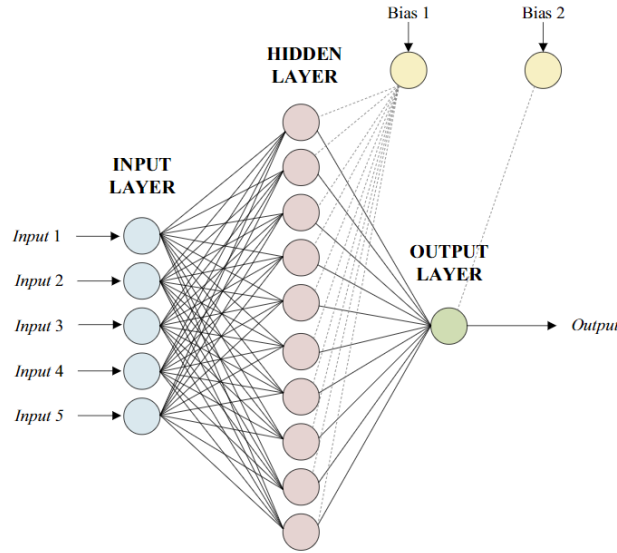 Bias 1
Bias 2
HIDDEN
LAYER
INPUT
LAYER
Input 1
Input 2
Input 3
Input 4
Input 5
OUTPUT
LAYER
Output